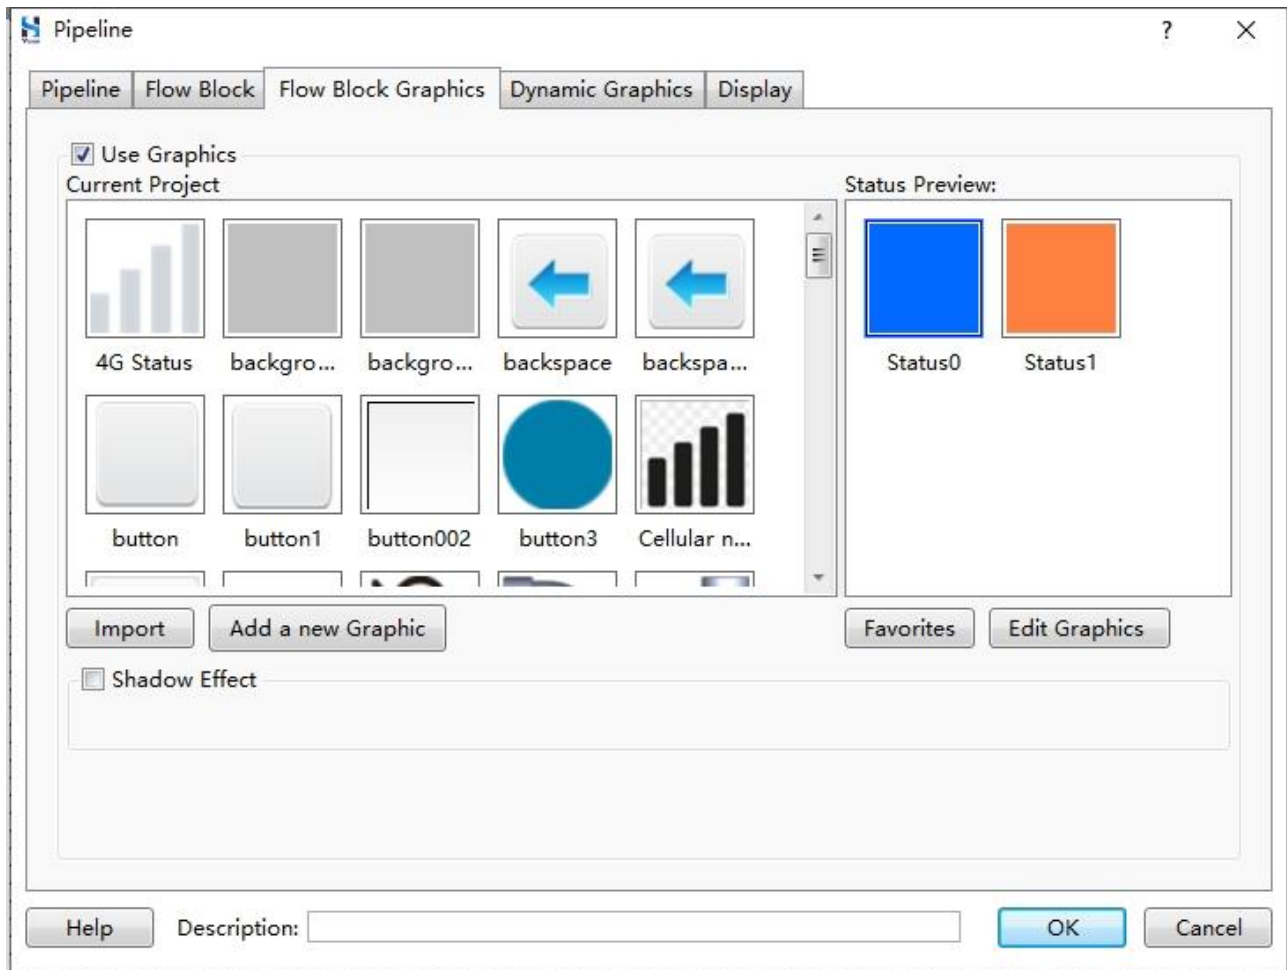 Pipeline ?
Pipeline Flow Block Flow Block Graphics Dynamic Graphics Display
Use Graphics
Current Project Status Preview:
4G Status backgro... backgro... backspace backspa... Status0 Status1
button button1 button002 button3 Cellular n...
Import Add a new Graphic Favorites Edit Graphics
Shadow Effect
Help Description: OK Cancel